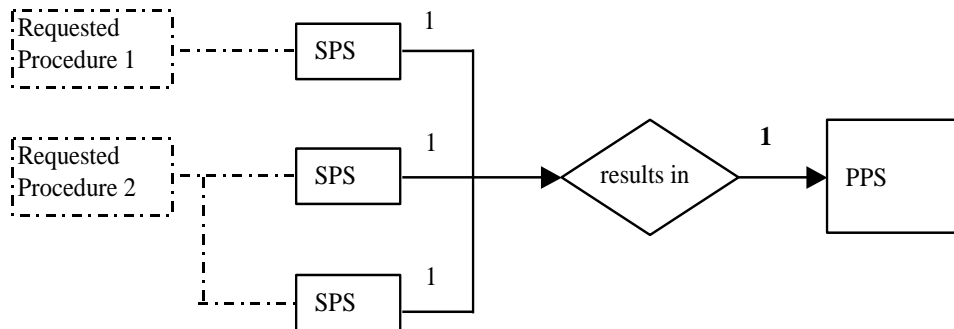 Requested
Procedure 1
SPS
1
Requested
Procedure 2
SPS
1
results in
1
PPS
SPS
1